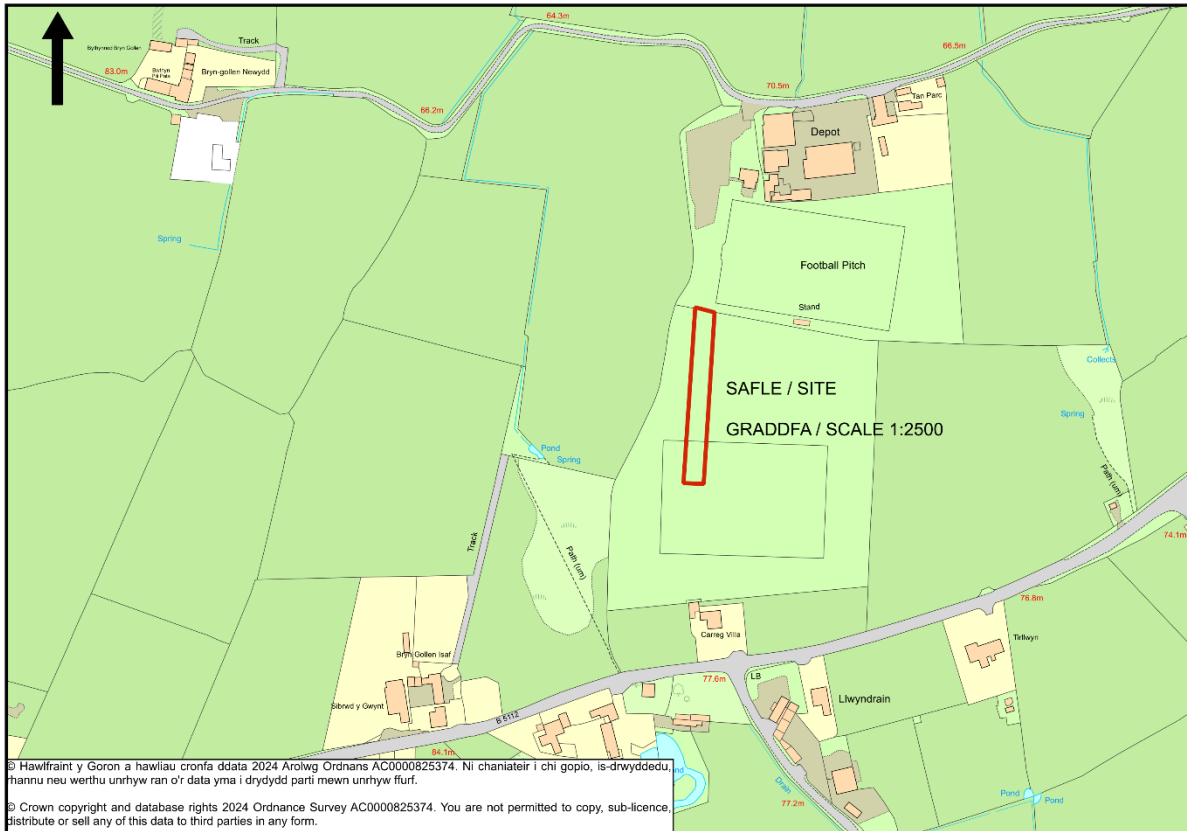 64.3m
Track
66.5m
Bythynned Bryn Gollen
83.0m
Bwthyn
Pili Pala
Bryn-gollen Newydd
66.2m
70.5m
Tan Parc
Depot
Spring
Football Pitch
Stand
Collects
SAFLE / SITE
Spring
GRADDFA / SCALE 1:2500
Pond
Spring
Path (um)
Track
Path (um)
74.1m
76.8m
Carreg Villa
Tirllwyn
Bryn Gollen Isaf
77.6m
LB
Llwyndrain
Sibrwd y Gwynt
B 5112
84.1m
Drain
77.2m
Pond
Pond
© Hawlfraint y Goron a hawliau cronfa ddata 2024 Arolwg Ordnans AC0000825374. Ni chaniateir i chi gopio, is-drwyddedu,
rhannu neu werthu unrhyw ran o'r data yma i drydydd parti mewn unrhyw ffurf.
© Crown copyright and database rights 2024 Ordnance Survey AC0000825374. You are not permitted to copy, sub-licence,
distribute or sell any of this data to third parties in any form.